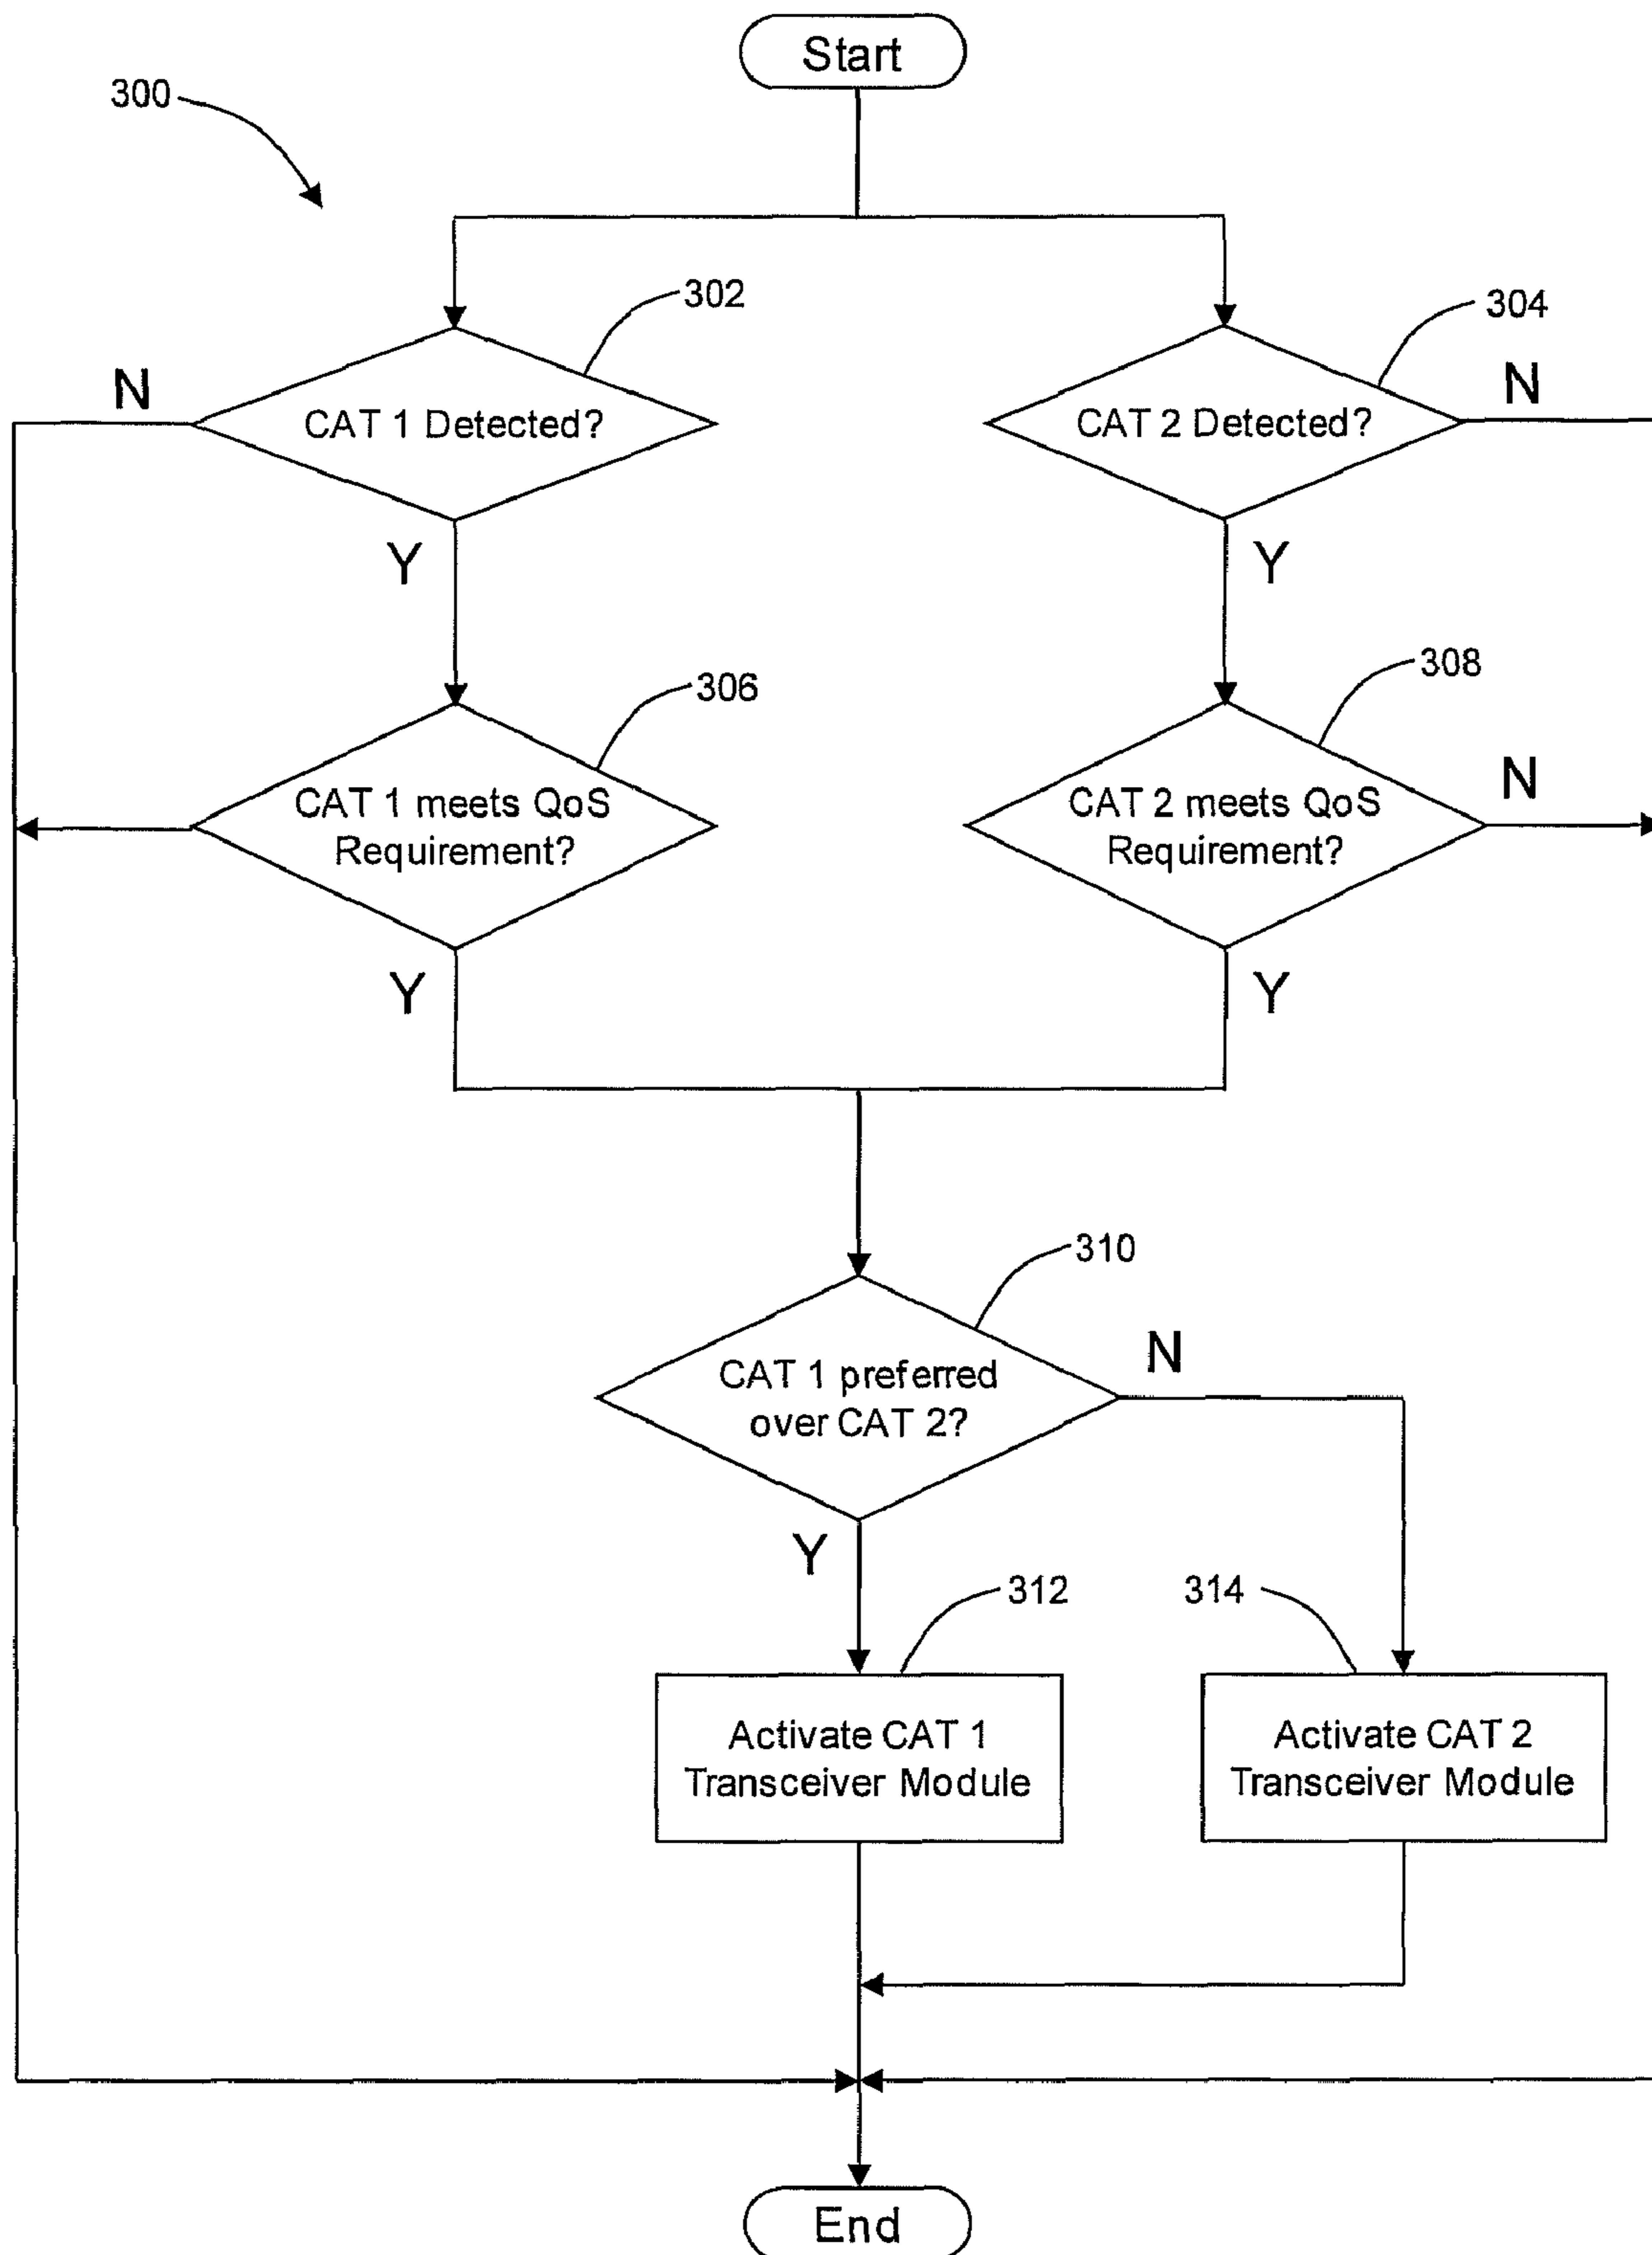 Start
300
302
304
N
CAT 1 Detected?
CAT 2 Detected?
N
Y
Y
306
308
CAT 1 meets QoS
Requirement?
CAT 2 meets QoS
Requirement?
N
Y
Y
310
CAT 1 preferred
over CAT 2?
N
Y
312
314
Activate CAT 1
Transceiver Module
Activate CAT 2
Transceiver Module
End